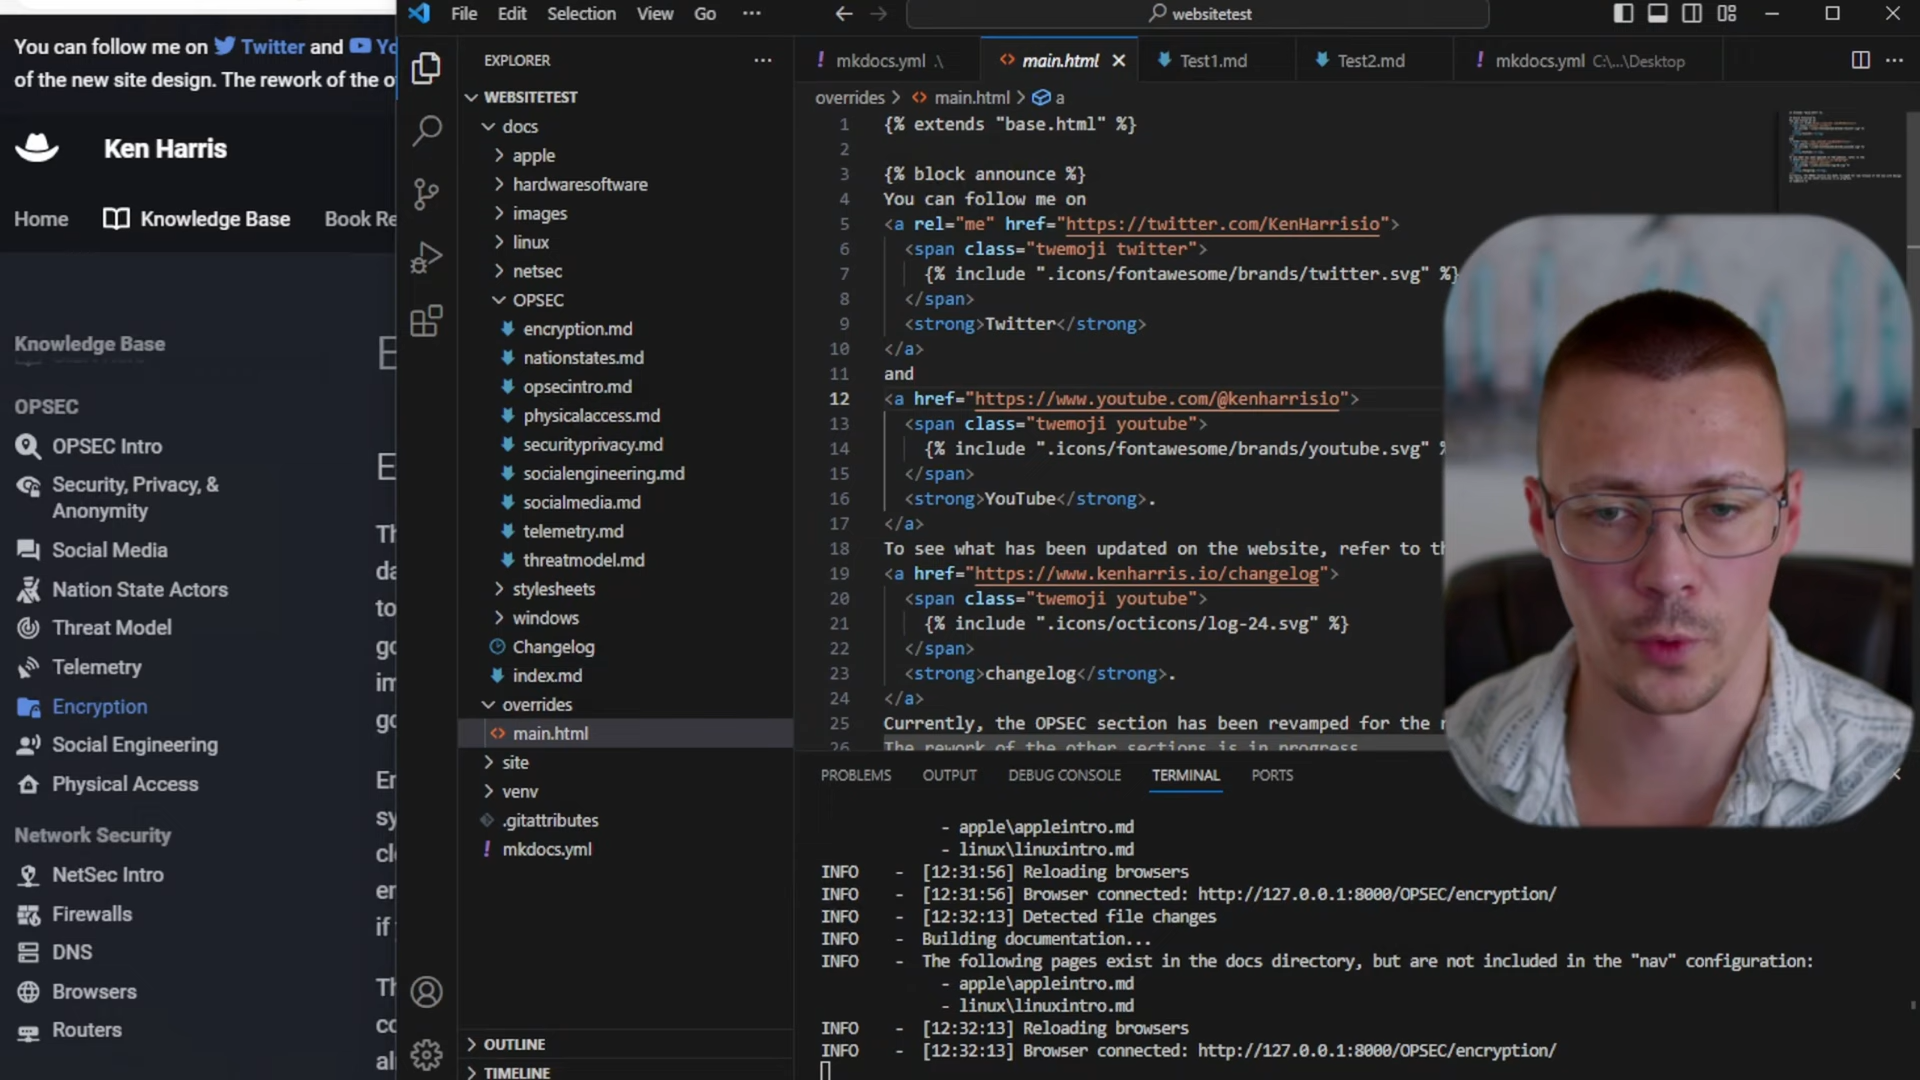 You can follow me on Twitter and
of the new site design. The rework of the
Ken Harris
Home
Knowledge Base
Book
Knowledge Base
OPSEC
OPSEC Intro
Security, Privacy, &
Anonymity
Social Media
Nation State Actors
Threat Model
Telemetry
Encryption
Social Engineering
Physical Access
Network Security
NetSec Intro
Firewalls
DNS
Browsers
Routers
if
File Edit Selection View Go ···
websitetest
EXPLORER
···
WEBSITETEST
docs
apple
hardwaresoftware
images
linux
netsec
OPSEC
encryption.md
nationstates.md
opsecintro.md
physicalaccess.md
securityprivacy.md
socialengineering.md
socialmedia.md
telemetry.md
threatmodel.md
stylesheets
windows
Changelog
index.md
overrides
main.html
site
venv
.gitattributes
mkdocs.yml
OUTLINE
TIMELINE
! mkdocs.yml .\
main.html
Test1.md
Test2.md
! mkdocs.yml C:\...\Desktop
overrides > main.html > a
1 {% extends "base.html" %}
2
3 {% block announce %}
4 You can follow me on
5 <a rel="me" href="https://twitter.com/KenHarrisio">
6 <span class="twemoji twitter">
7 {% include ".icons/fontawesome/brands/twitter.svg" %}
8 </span>
9 <strong>Twitter</strong>
10 </a>
11 and
12 <a href="https://www.youtube.com/@kenharrisio">
13 <span class="twemoji youtube">
14 {% include ".icons/fontawesome/brands/youtube.svg"
15 </span>
16 <strong>YouTube</strong>.
17 </a>
18 To see what has been updated on the website, refer to
19 <a href="https://www.kenharris.io/changelog">
20 <span class="twemoji youtube">
21 {% include ".icons/octicons/log-24.svg" %}
22 </span>
23 <strong>changelog</strong>.
24 </a>
25 Currently, the OPSEC section has been revamped for the
26 The rework of the other sections is in progress
PROBLEMS OUTPUT DEBUG CONSOLE TERMINAL PORTS
- apple\appleintro.md
- linux\linuxintro.md
INFO - [12:31:56] Reloading browsers
INFO - [12:31:56] Browser connected: http://127.0.0.1:8000/OPSEC/encryption/
INFO - [12:32:13] Detected file changes
INFO - Building documentation...
INFO - The following pages exist in the docs directory, but are not included in the "nav" configuration:
- apple\appleintro.md
- linux\linuxintro.md
INFO - [12:32:13] Reloading browsers
INFO - [12:32:13] Browser connected: http://127.0.0.1:8000/OPSEC/encryption/